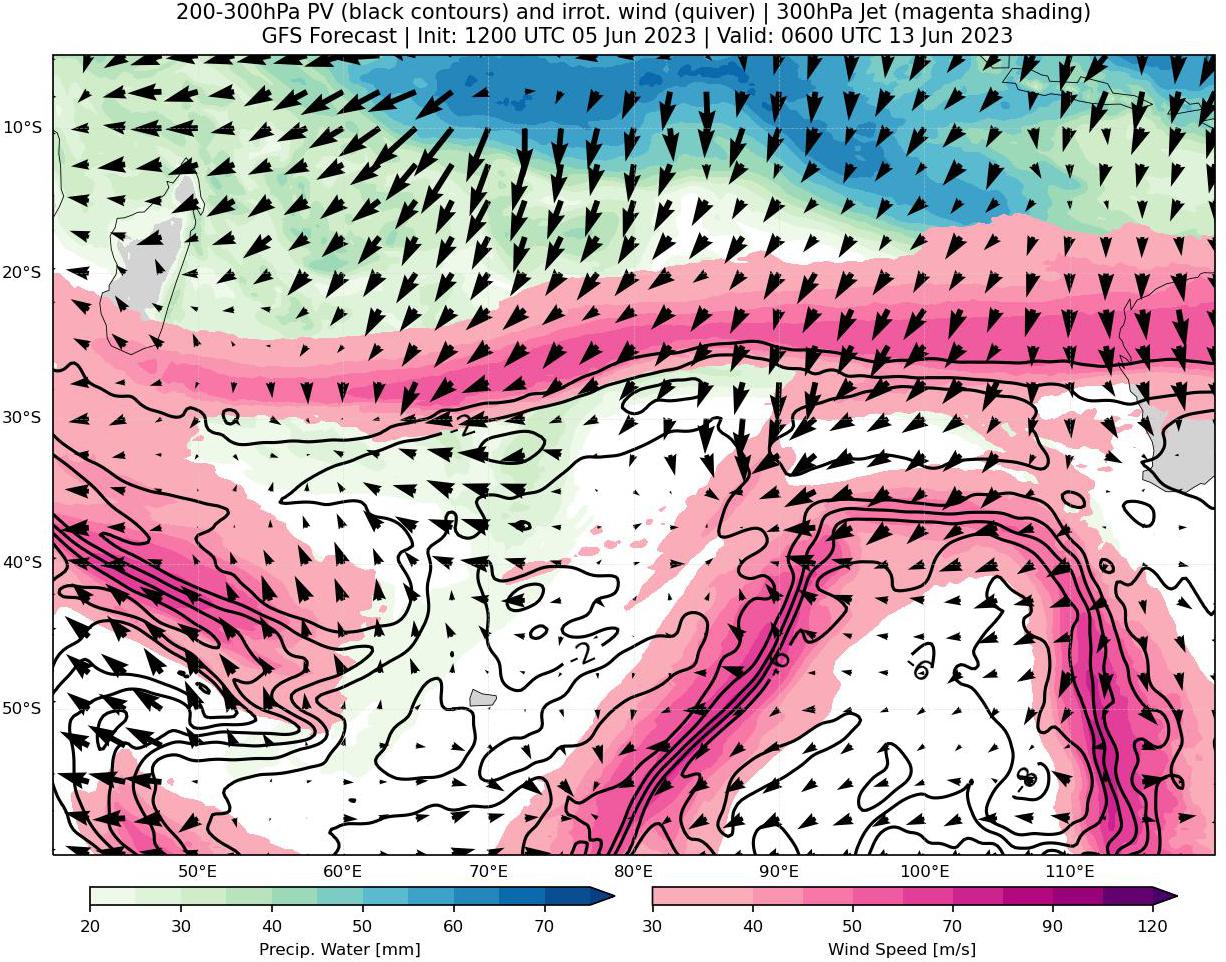 200-300hPa PV (black contours) and irrot. wind (quiver) | 300hPa Jet (magenta shading)
GFS Forecast | Init: 1200 UTC 05 Jun 2023 | Valid: 0600 UTC 13 Jun 2023
10°S
20°S
30°S
-2
40°S
-2
-6
-6
50°S
-8
50°E 60°E 70°E 80°E 90°E 100°E 110°E
20 30 40 50 60 70
30 40 50 70 90 120
Precip. Water [mm] Wind Speed [m/s]